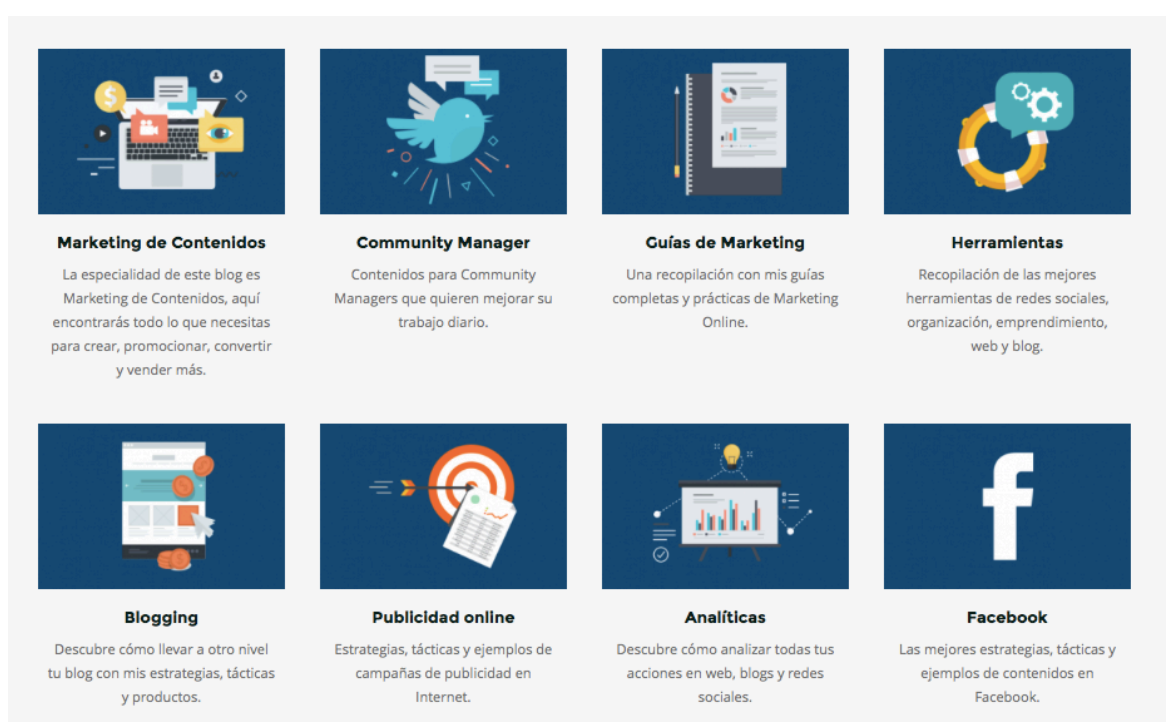 Marketing de Contenidos
La especialidad de este blog es
Marketing de Contenidos, aquí
encontrarás todo lo que necesitas
para crear, promocionar, convertir
y vender más.
Community Manager
Contenidos para Community
Managers que quieren mejorar su
trabajo diario.
Guías de Marketing
Una recopilación con mis guías
completas y prácticas de Marketing
Online.
Herramientas
Recopilación de las mejores
herramientas de redes sociales,
organización, emprendimiento,
web y blog.
Blogging
Descubre cómo llevar a otro nivel
tu blog con mis estrategias, tácticas
y productos.
Publicidad online
Estrategias, tácticas y ejemplos de
campañas de publicidad en
Internet.
Analíticas
Descubre cómo analizar todas tus
acciones en web, blogs y redes
sociales.
Facebook
Las mejores estrategias, tácticas y
ejemplos de contenidos en
Facebook.